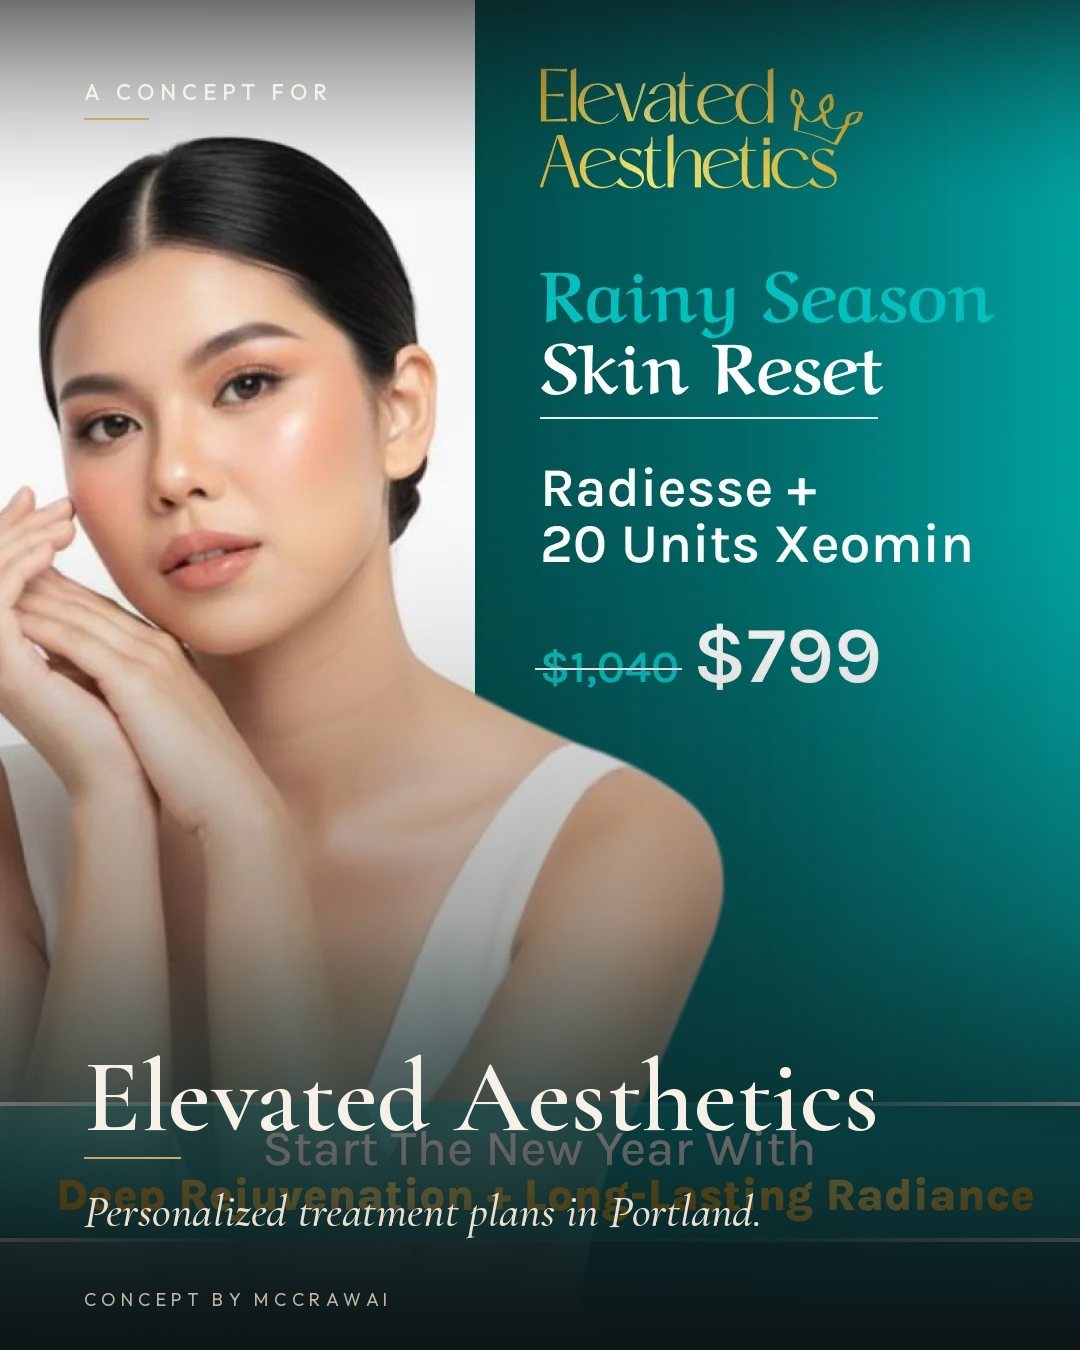 A CONCEPT FOR
Elevated
Aesthetics
Rainy Season
Skin Reset
Radiesse +
20 Units Xeomin
$1,040 $799
Elevated Aesthetics
Start The New Year With
Deep Rejuvenation + Long-Lasting Radiance
Personalized treatment plans in Portland.
CONCEPT BY MCCRAWAI